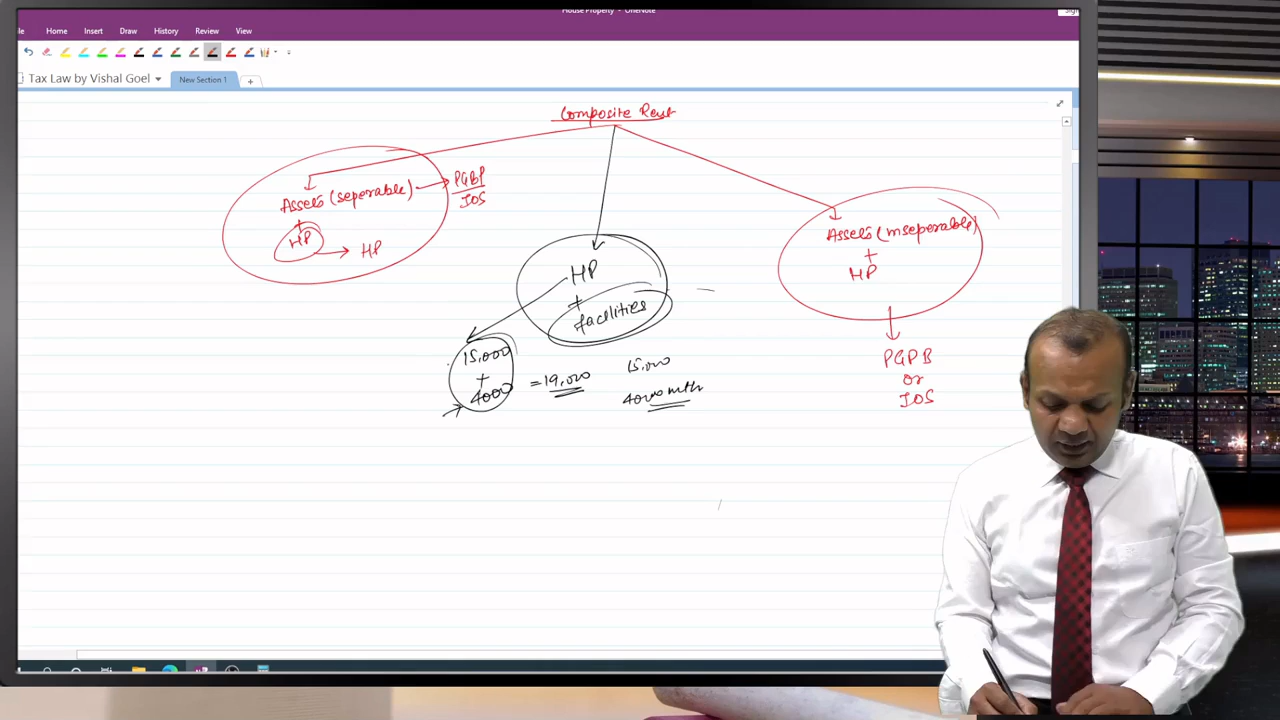 House Property - OneNote
Sign
Home Insert Draw History Review View
Tax Law by Vishal Goel
New Section 1
Composite Rent
Assets (seperable)
PGBP
IOS
+
HP
HP
HP
+
facilities
Assets (inseperable)
+
HP
PGPB
or
IOS
15,000
+
4000
=19,000
15,000
4000 mth